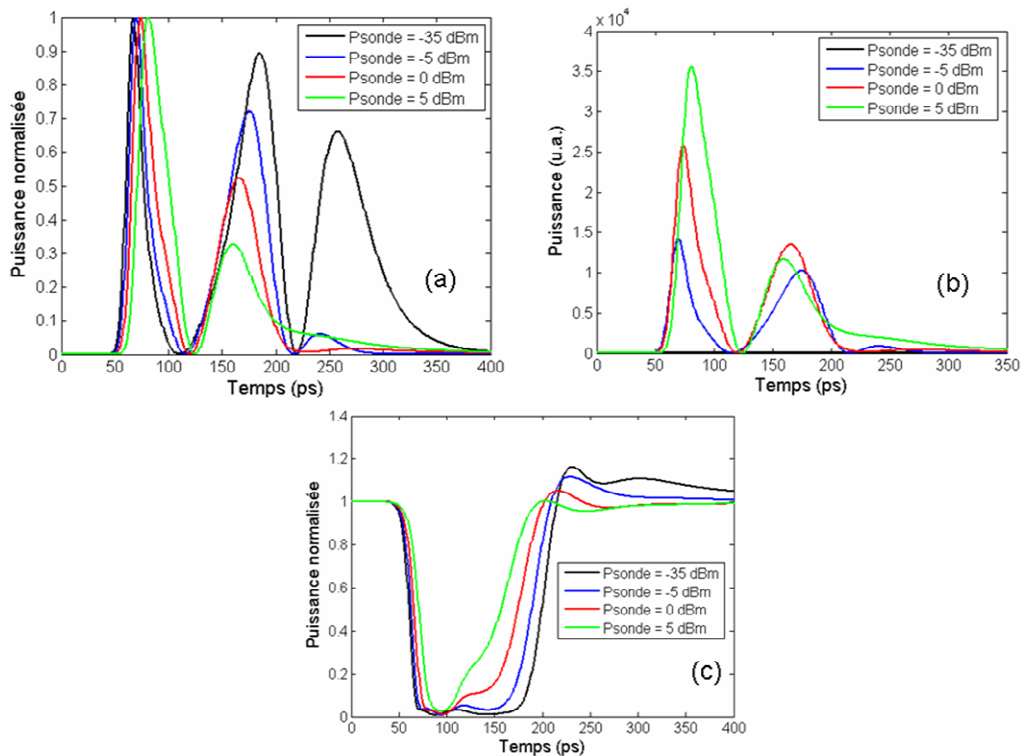 Puissance normalisée
1
0.9
0.8
0.7
0.6
0.5
0.4
0.3
0.2
0.1
0
0 50 100 150 200 250 300 350 400
Temps (ps)
Psonde = -35 dBm
Psonde = -5 dBm
Psonde = 0 dBm
Psonde = 5 dBm
(a)
x 10⁴
Puissance (u.a.)
4
3.5
3
2.5
2
1.5
1
0.5
0
0 50 100 150 200 250 300 350
Temps (ps)
Psonde = -35 dBm
Psonde = -5 dBm
Psonde = 0 dBm
Psonde = 5 dBm
(b)
Puissance normalisée
1.4
1.2
1
0.8
0.6
0.4
0.2
0
0 50 100 150 200 250 300 350 400
Temps (ps)
Psonde = -35 dBm
Psonde = -5 dBm
Psonde = 0 dBm
Psonde = 5 dBm
(c)